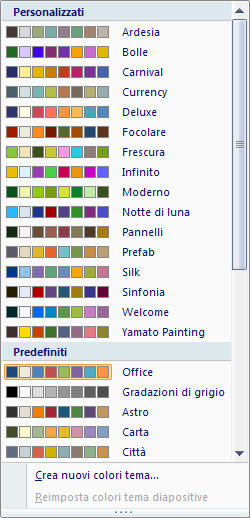 Personalizzati
Ardesia
Bolle
Carnival
Currency
Deluxe
Focolare
Frescura
Infinito
Moderno
Notte di luna
Pannelli
Prefab
Silk
Sinfonia
Welcome
Yamato Painting
Predefiniti
Office
Gradazioni di grigio
Astro
Carta
Città
Crea nuovi colori tema...
Reimposta colori tema diapositive